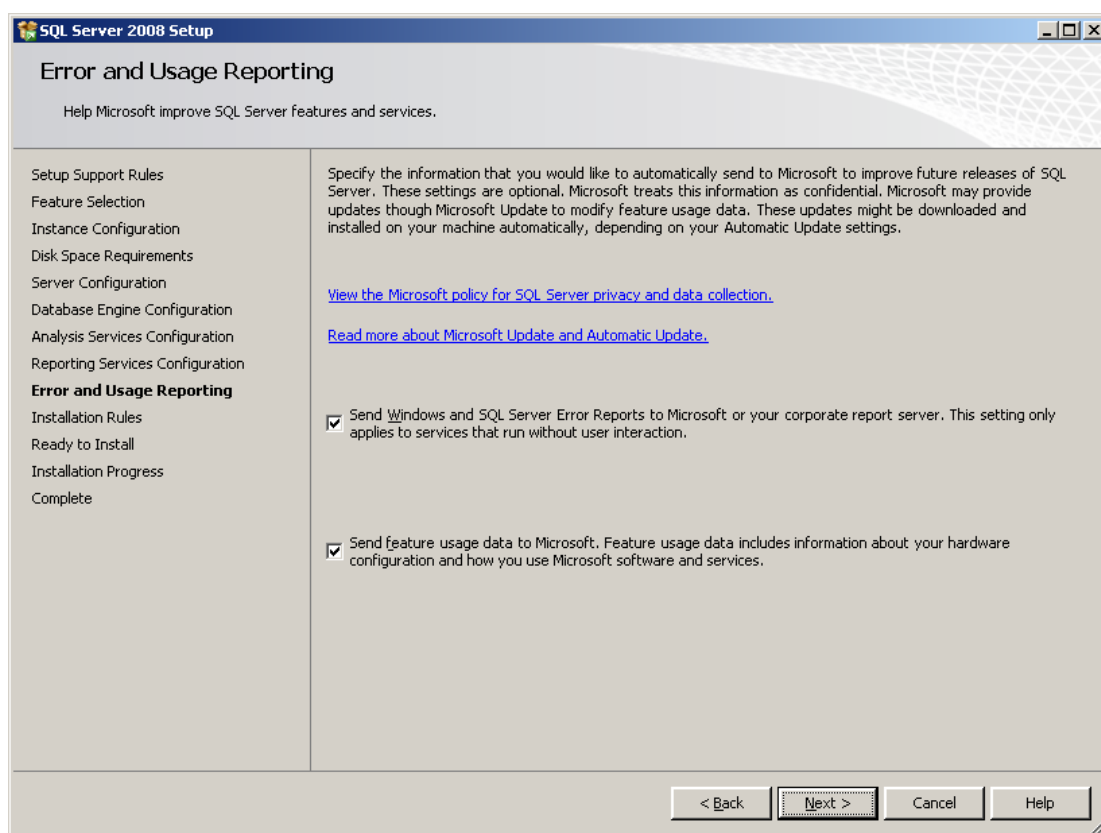 SQL Server 2008 Setup
Error and Usage Reporting
Help Microsoft improve SQL Server features and services.
Setup Support Rules
Feature Selection
Instance Configuration
Disk Space Requirements
Server Configuration
Database Engine Configuration
Analysis Services Configuration
Reporting Services Configuration
Error and Usage Reporting
Installation Rules
Ready to Install
Installation Progress
Complete
Specify the information that you would like to automatically send to Microsoft to improve future releases of SQL
Server. These settings are optional. Microsoft treats this information as confidential. Microsoft may provide
updates though Microsoft Update to modify feature usage data. These updates might be downloaded and
installed on your machine automatically, depending on your Automatic Update settings.
View the Microsoft policy for SQL Server privacy and data collection.
Read more about Microsoft Update and Automatic Update.
Send Windows and SQL Server Error Reports to Microsoft or your corporate report server. This setting only
applies to services that run without user interaction.
Send feature usage data to Microsoft. Feature usage data includes information about your hardware
configuration and how you use Microsoft software and services.
< Back
Next >
Cancel
Help